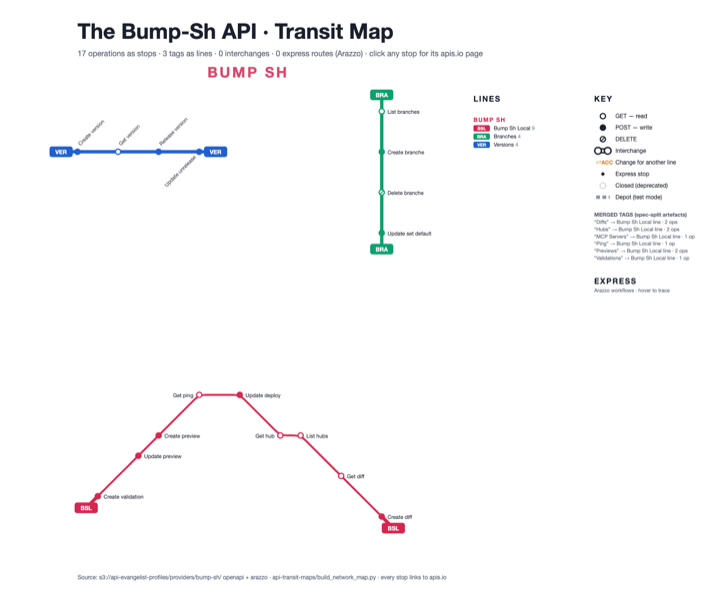 The Bump-Sh API · Transit Map
17 operations as stops · 3 tags as lines · 0 interchanges · 0 express routes (Arazzo) · click any stop for its apis.io page
BUMP SH
VER
Create version
Get version
Release version
Update unrelease
VER
BRA
List branches
Create branche
Delete branche
Update set default
BRA
LINES
BUMP SH
BSL Bump Sh Local 9
BRA Branches 4
VER Versions 4
KEY
GET — read
POST — write
DELETE
Interchange
Change for another line
Express stop
Closed (deprecated)
Depot (test mode)
MERGED TAGS (spec-split artefacts)
"Diffs" → Bump Sh Local line · 2 ops
"Hubs" → Bump Sh Local line · 2 ops
"MCP Servers" → Bump Sh Local line · 1 op
"Ping" → Bump Sh Local line · 1 op
"Previews" → Bump Sh Local line · 2 ops
"Validations" → Bump Sh Local line · 1 op
EXPRESS
Arazzo workflows · hover to trace
Get ping
Update deploy
Create preview
Get hub
List hubs
Update preview
Get diff
Create validation
BSL
Create diff
BSL
Source: s3://api-evangelist-profiles/providers/bump-sh/ openapi + arazzo · api-transit-maps/build_network_map.py · every stop links to apis.io